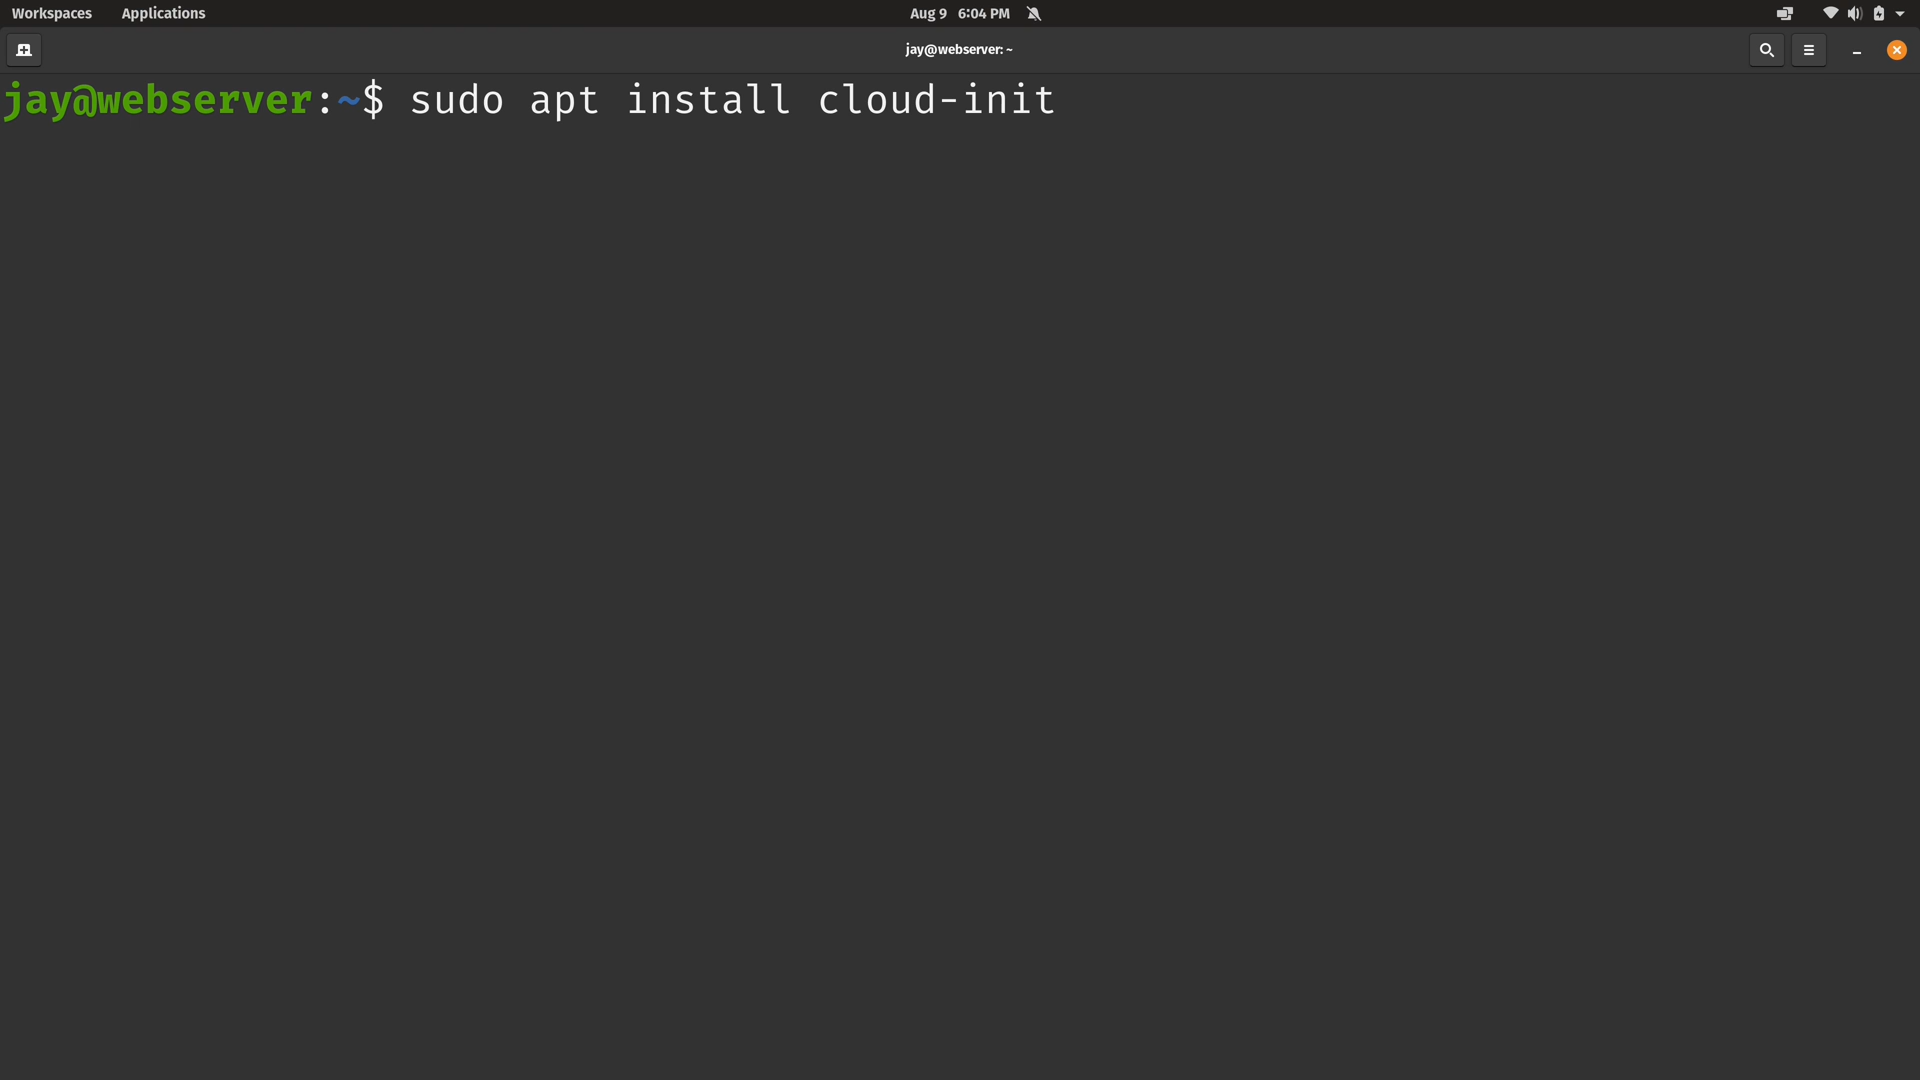 Workspaces Applications Aug 9 6:04 PM
jay@webserver: ~
jay@webserver:~$ sudo apt install cloud-init